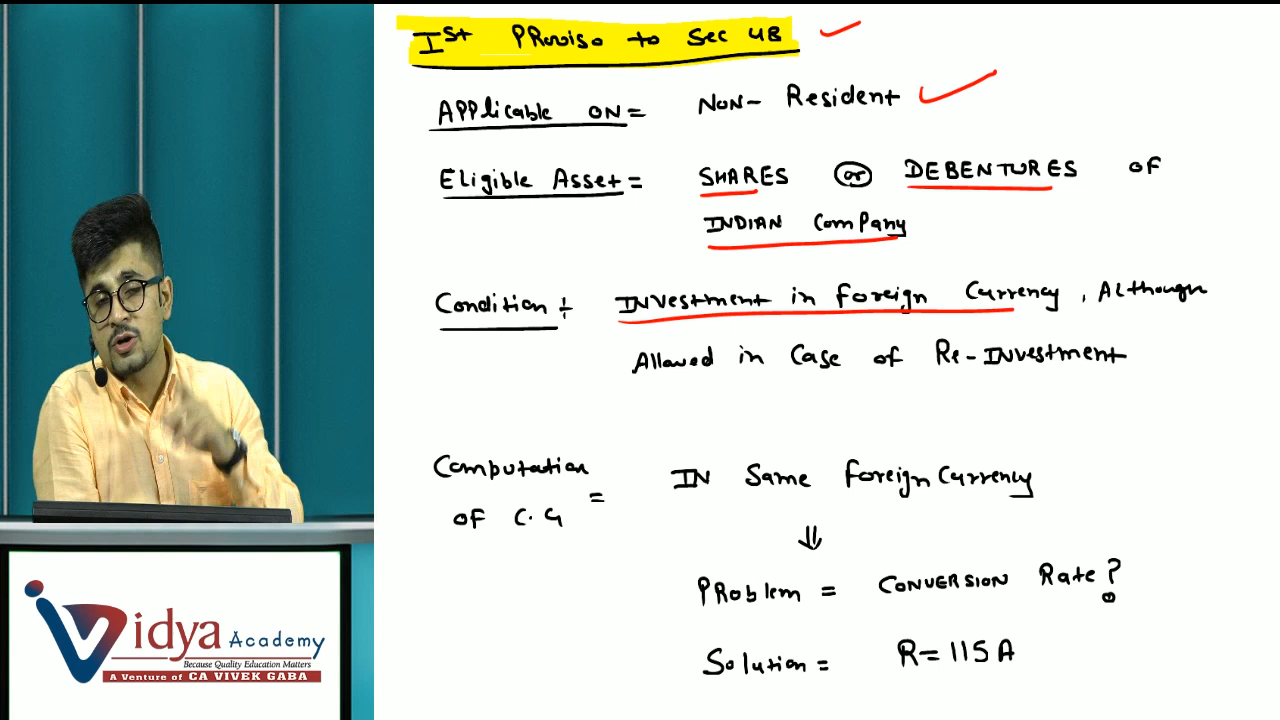 Ist PRoviso to Sec 48
APPlicable ON = NON- Resident
Eligible Asset = SHARES or DEBENTURES OF
INDIAN ComPany
Condition ÷ INvestment in foreign Currency, Although
Allowed in Case of Re-INvestment
Computation
of C.G = IN Same foreign Currency
⇓
PRoblem = CONVERSION Rate?
Solution = R=115A
Vidya Academy
Because Quality Education Matters
A Venture of CA VIVEK GABA